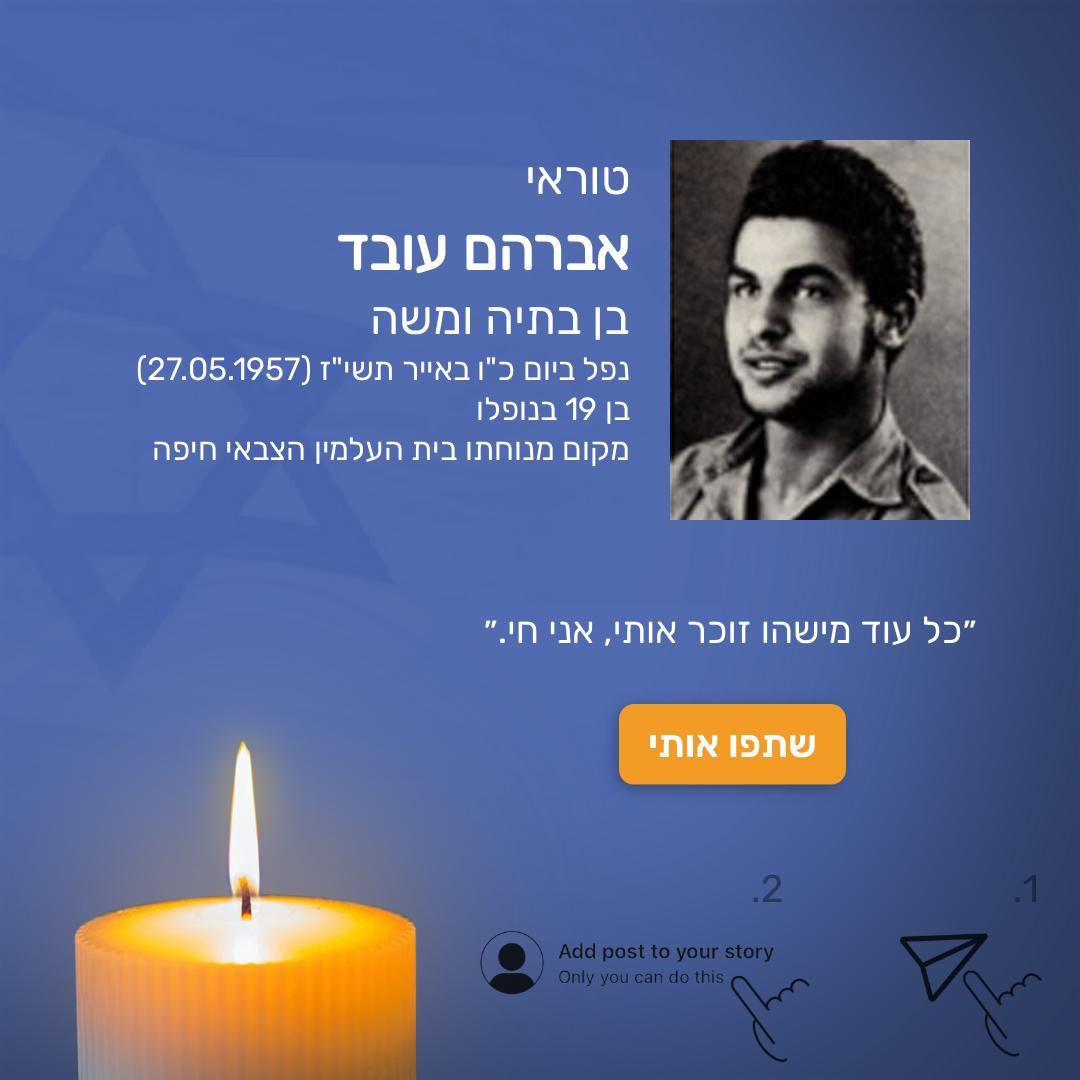 טוראי
אברהם עובד
בן בתיה ומשה
נפל ביום כ"ו באייר תשי"ז (27.05.1957)
בן 19 בנופלו
מקום מנוחתו בית העלמין הצבאי חיפה
״כל עוד מישהו זוכר אותי, אני חי.״
שתפו אותי
.1
.2
Add post to your story
Only you can do this